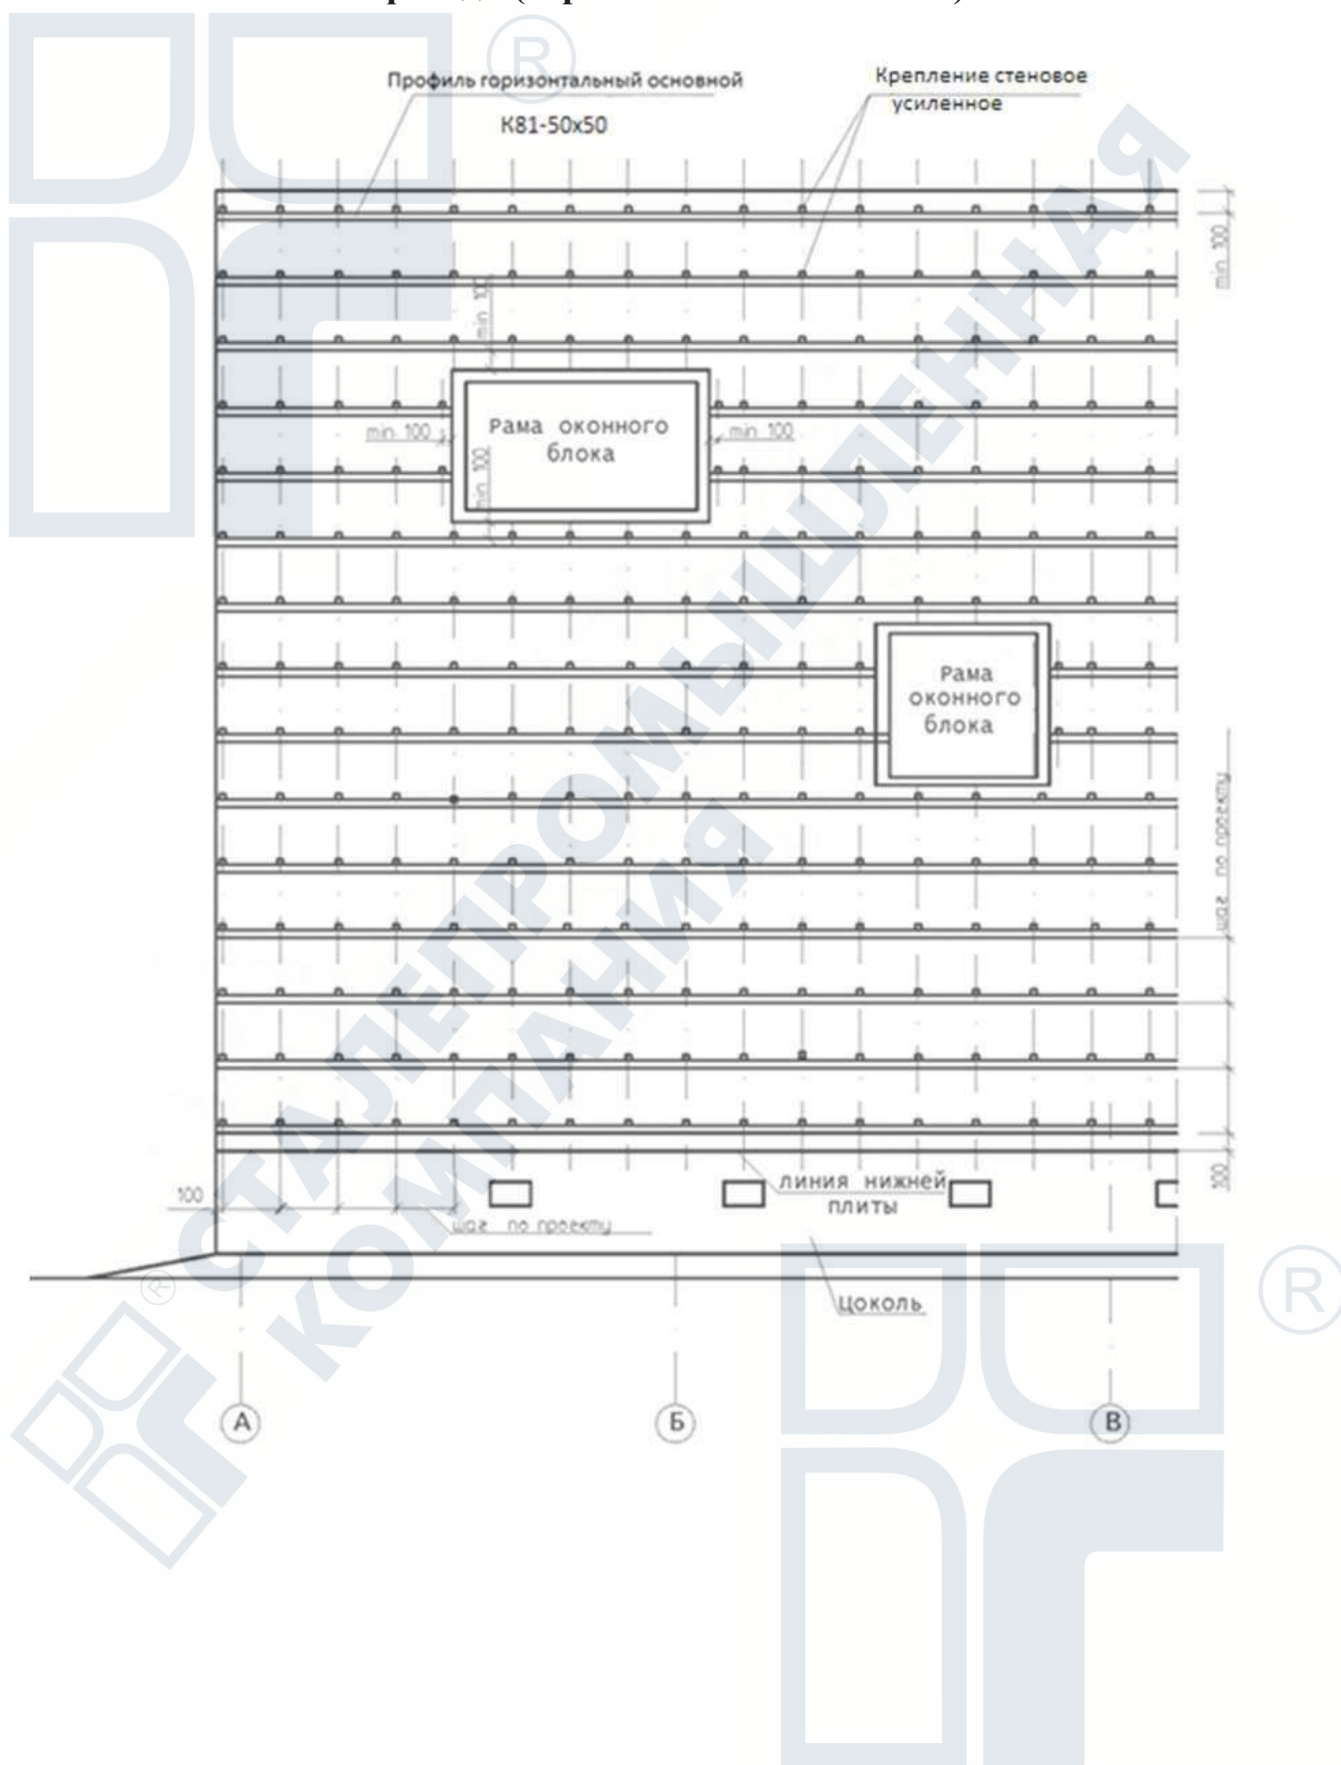 Профиль горизонтальный основной
К81-50х50
Крепление стеновое
усиленное
min 100
min 100
Рама оконного
блока
min 100
min 100
min 100
Рама
оконного
блока
шаг по проекту
100
линия нижней
плиты
100
шаг по проекту
Цоколь
А
Б
В
®
®
®
СТАЛЕПРОМЫШЛЕННАЯ
КОМПАНИЯ